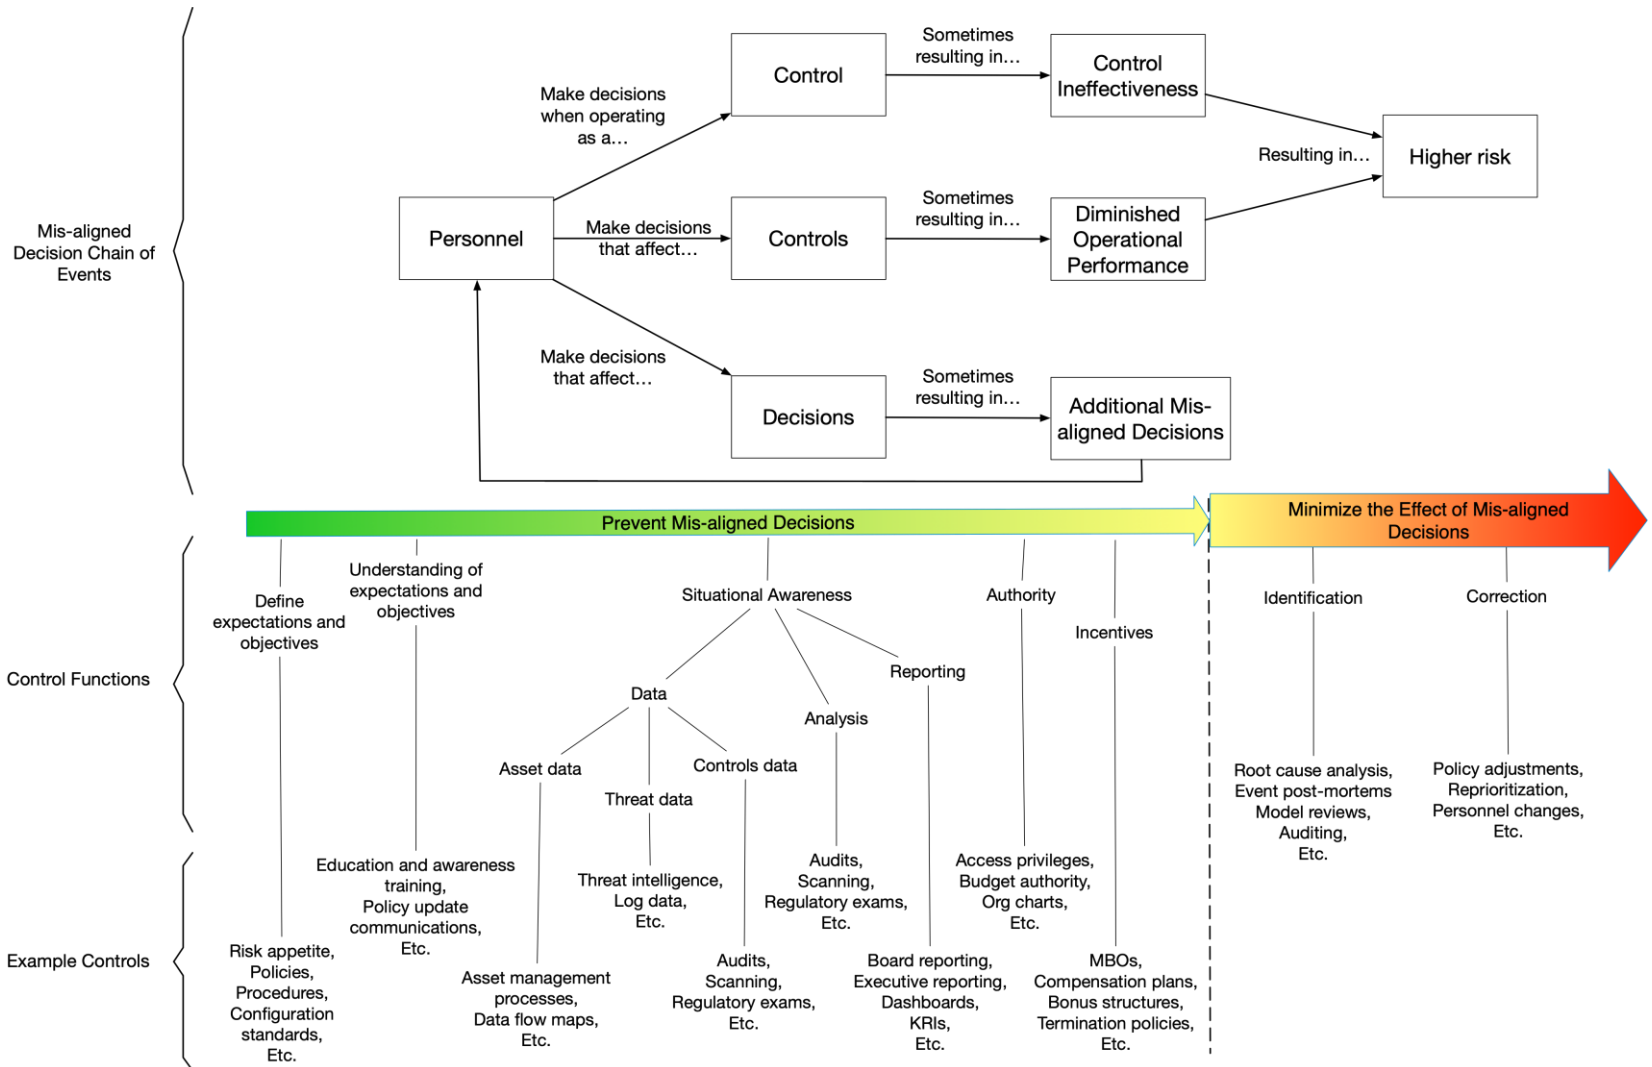 Mis-aligned
Decision Chain of
Events
Personnel
Make decisions
when operating
as a…
Control
Sometimes
resulting in…
Control
Ineffectiveness
Make decisions
that affect…
Controls
Sometimes
resulting in…
Diminished
Operational
Performance
Resulting in…
Higher risk
Make decisions
that affect…
Decisions
Sometimes
resulting in…
Additional Mis-
aligned Decisions
Prevent Mis-aligned Decisions
Minimize the Effect of Mis-aligned
Decisions
Control Functions
Define
expectations and
objectives
Understanding of
expectations and
objectives
Situational Awareness
Data
Asset data
Threat data
Controls data
Analysis
Reporting
Authority
Incentives
Identification
Correction
Example Controls
Risk appetite,
Policies,
Procedures,
Configuration
standards,
Etc.
Education and awareness
training,
Policy update
communications,
Etc.
Asset management
processes,
Data flow maps,
Etc.
Threat intelligence,
Log data,
Etc.
Audits,
Scanning,
Regulatory exams,
Etc.
Audits,
Scanning,
Regulatory exams,
Etc.
Board reporting,
Executive reporting,
Dashboards,
KRIs,
Etc.
Access privileges,
Budget authority,
Org charts,
Etc.
MBOs,
Compensation plans,
Bonus structures,
Termination policies,
Etc.
Root cause analysis,
Event post-mortems
Model reviews,
Auditing,
Etc.
Policy adjustments,
Reprioritization,
Personnel changes,
Etc.